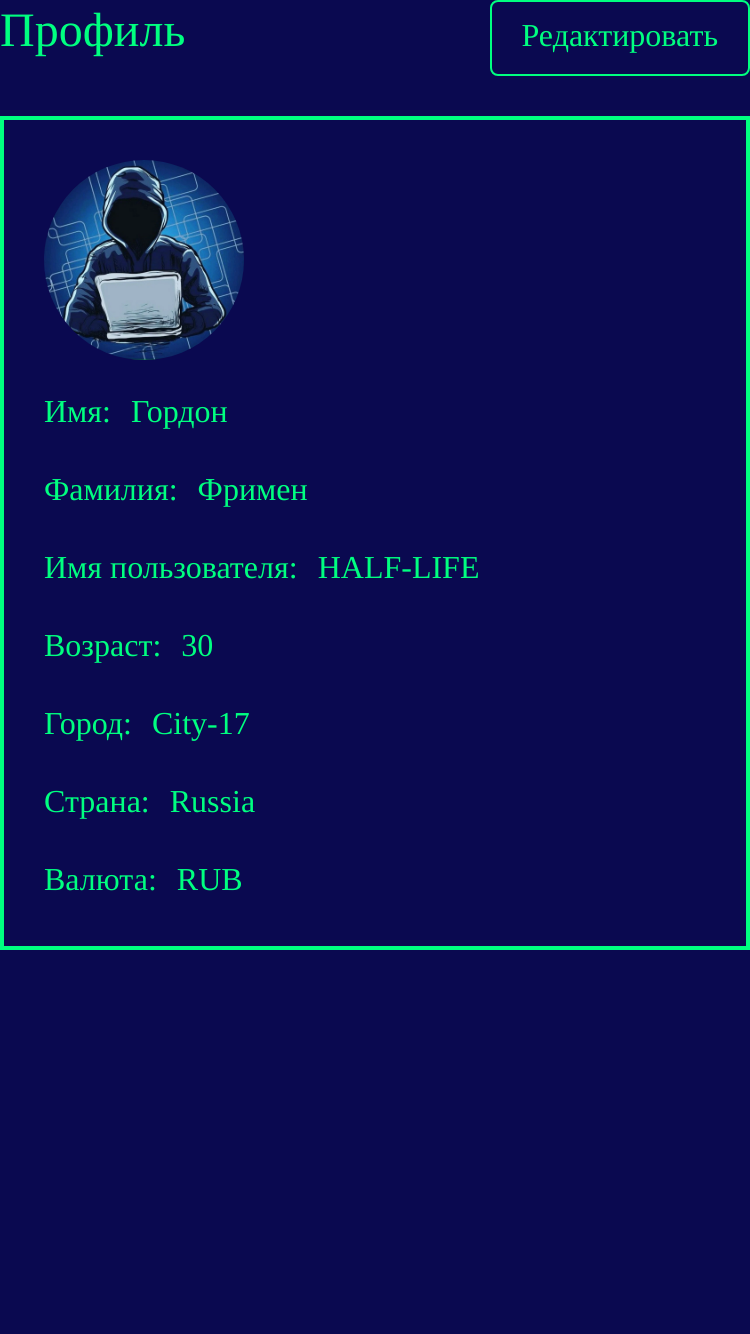 Профиль
Редактировать
Имя: Гордон
Фамилия: Фримен
Имя пользователя: HALF-LIFE
Возраст: 30
Город: City-17
Страна: Russia
Валюта: RUB